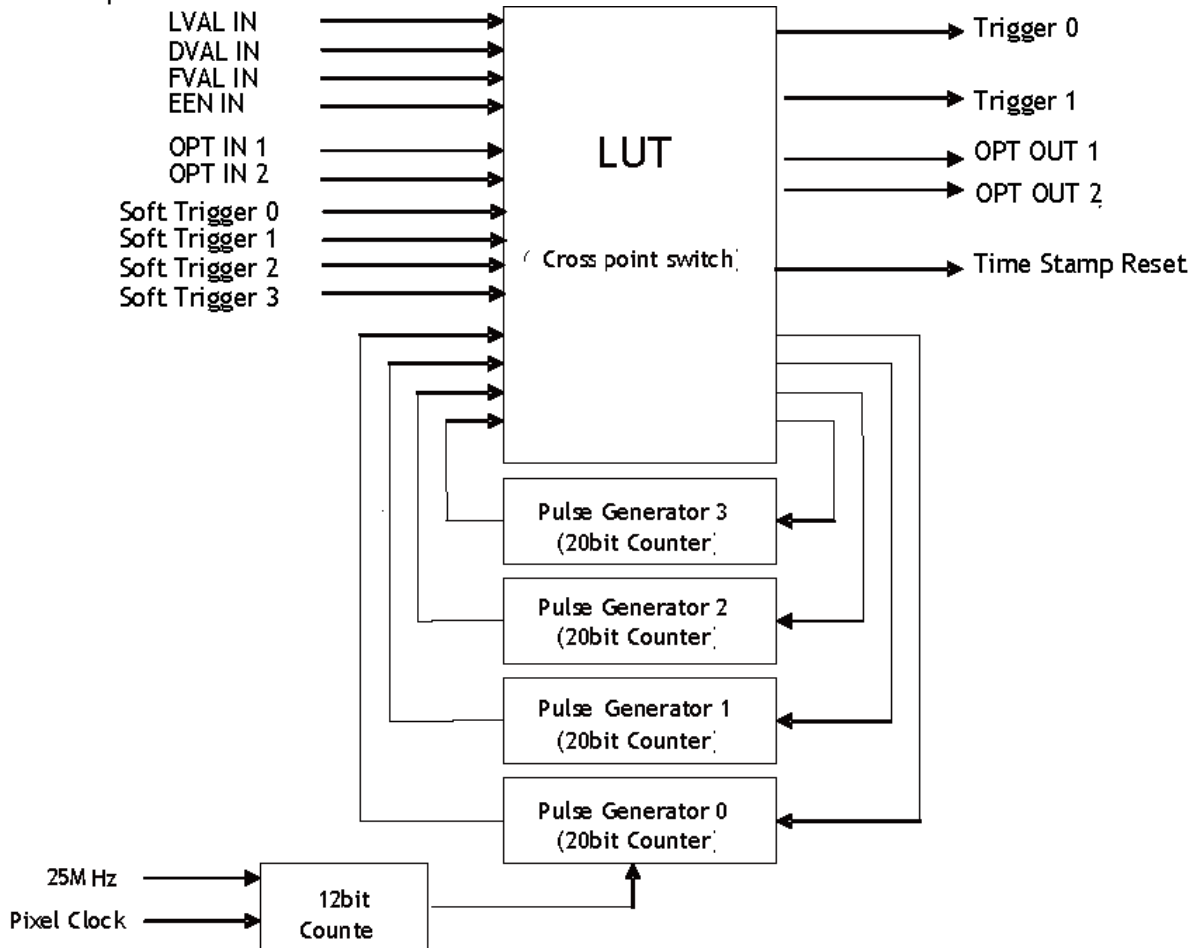 LVAL IN
DVAL IN
FVAL IN
EEN IN
OPT IN 1
OPT IN 2
Soft Trigger 0
Soft Trigger 1
Soft Trigger 2
Soft Trigger 3
LUT
( Cross point switch)
Trigger 0
Trigger 1
OPT OUT 1
OPT OUT 2
Time Stamp Reset
Pulse Generator 3
(20bit Counter)
Pulse Generator 2
(20bit Counter)
Pulse Generator 1
(20bit Counter)
Pulse Generator 0
(20bit Counter)
25MHz
Pixel Clock
12bit
Counte